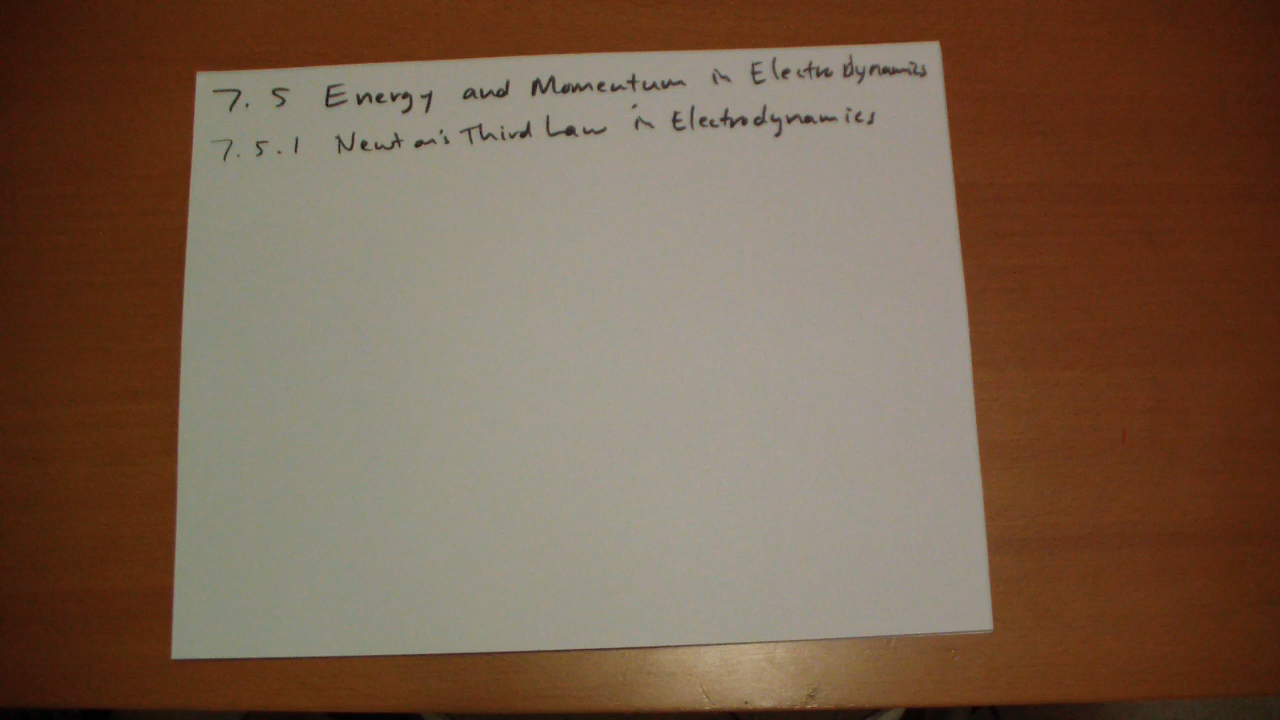 7.5 Energy and Momentum in Electrodynamics
7.5.1 Newton's Third Law in Electrodynamics